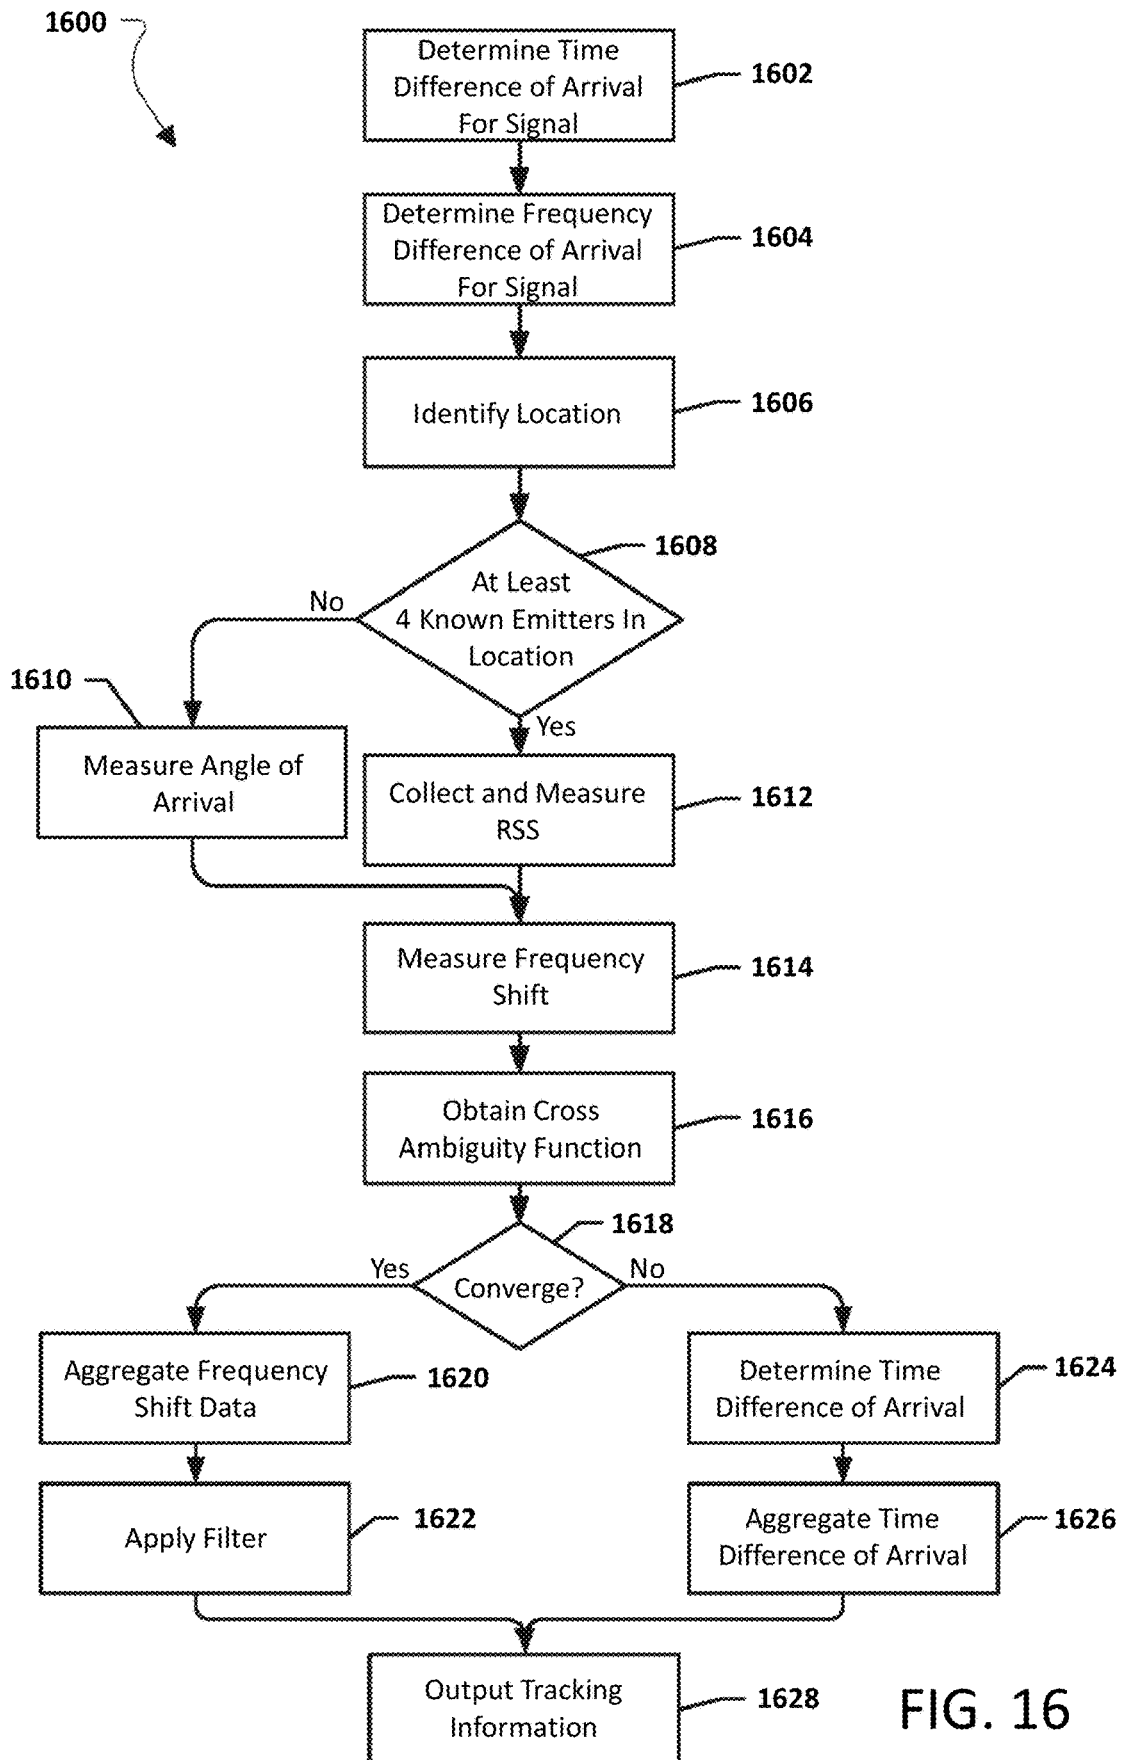 1600
Determine Time
Difference of Arrival
For Signal
1602
Determine Frequency
Difference of Arrival
For Signal
1604
Identify Location
1606
1608
At Least
4 Known Emitters In
Location
No
Yes
1610
Measure Angle of
Arrival
Collect and Measure
RSS
1612
Measure Frequency
Shift
1614
Obtain Cross
Ambiguity Function
1616
1618
Converge?
Yes
No
Aggregate Frequency
Shift Data
1620
Determine Time
Difference of Arrival
1624
Apply Filter
1622
Aggregate Time
Difference of Arrival
1626
Output Tracking
Information
1628
FIG. 16